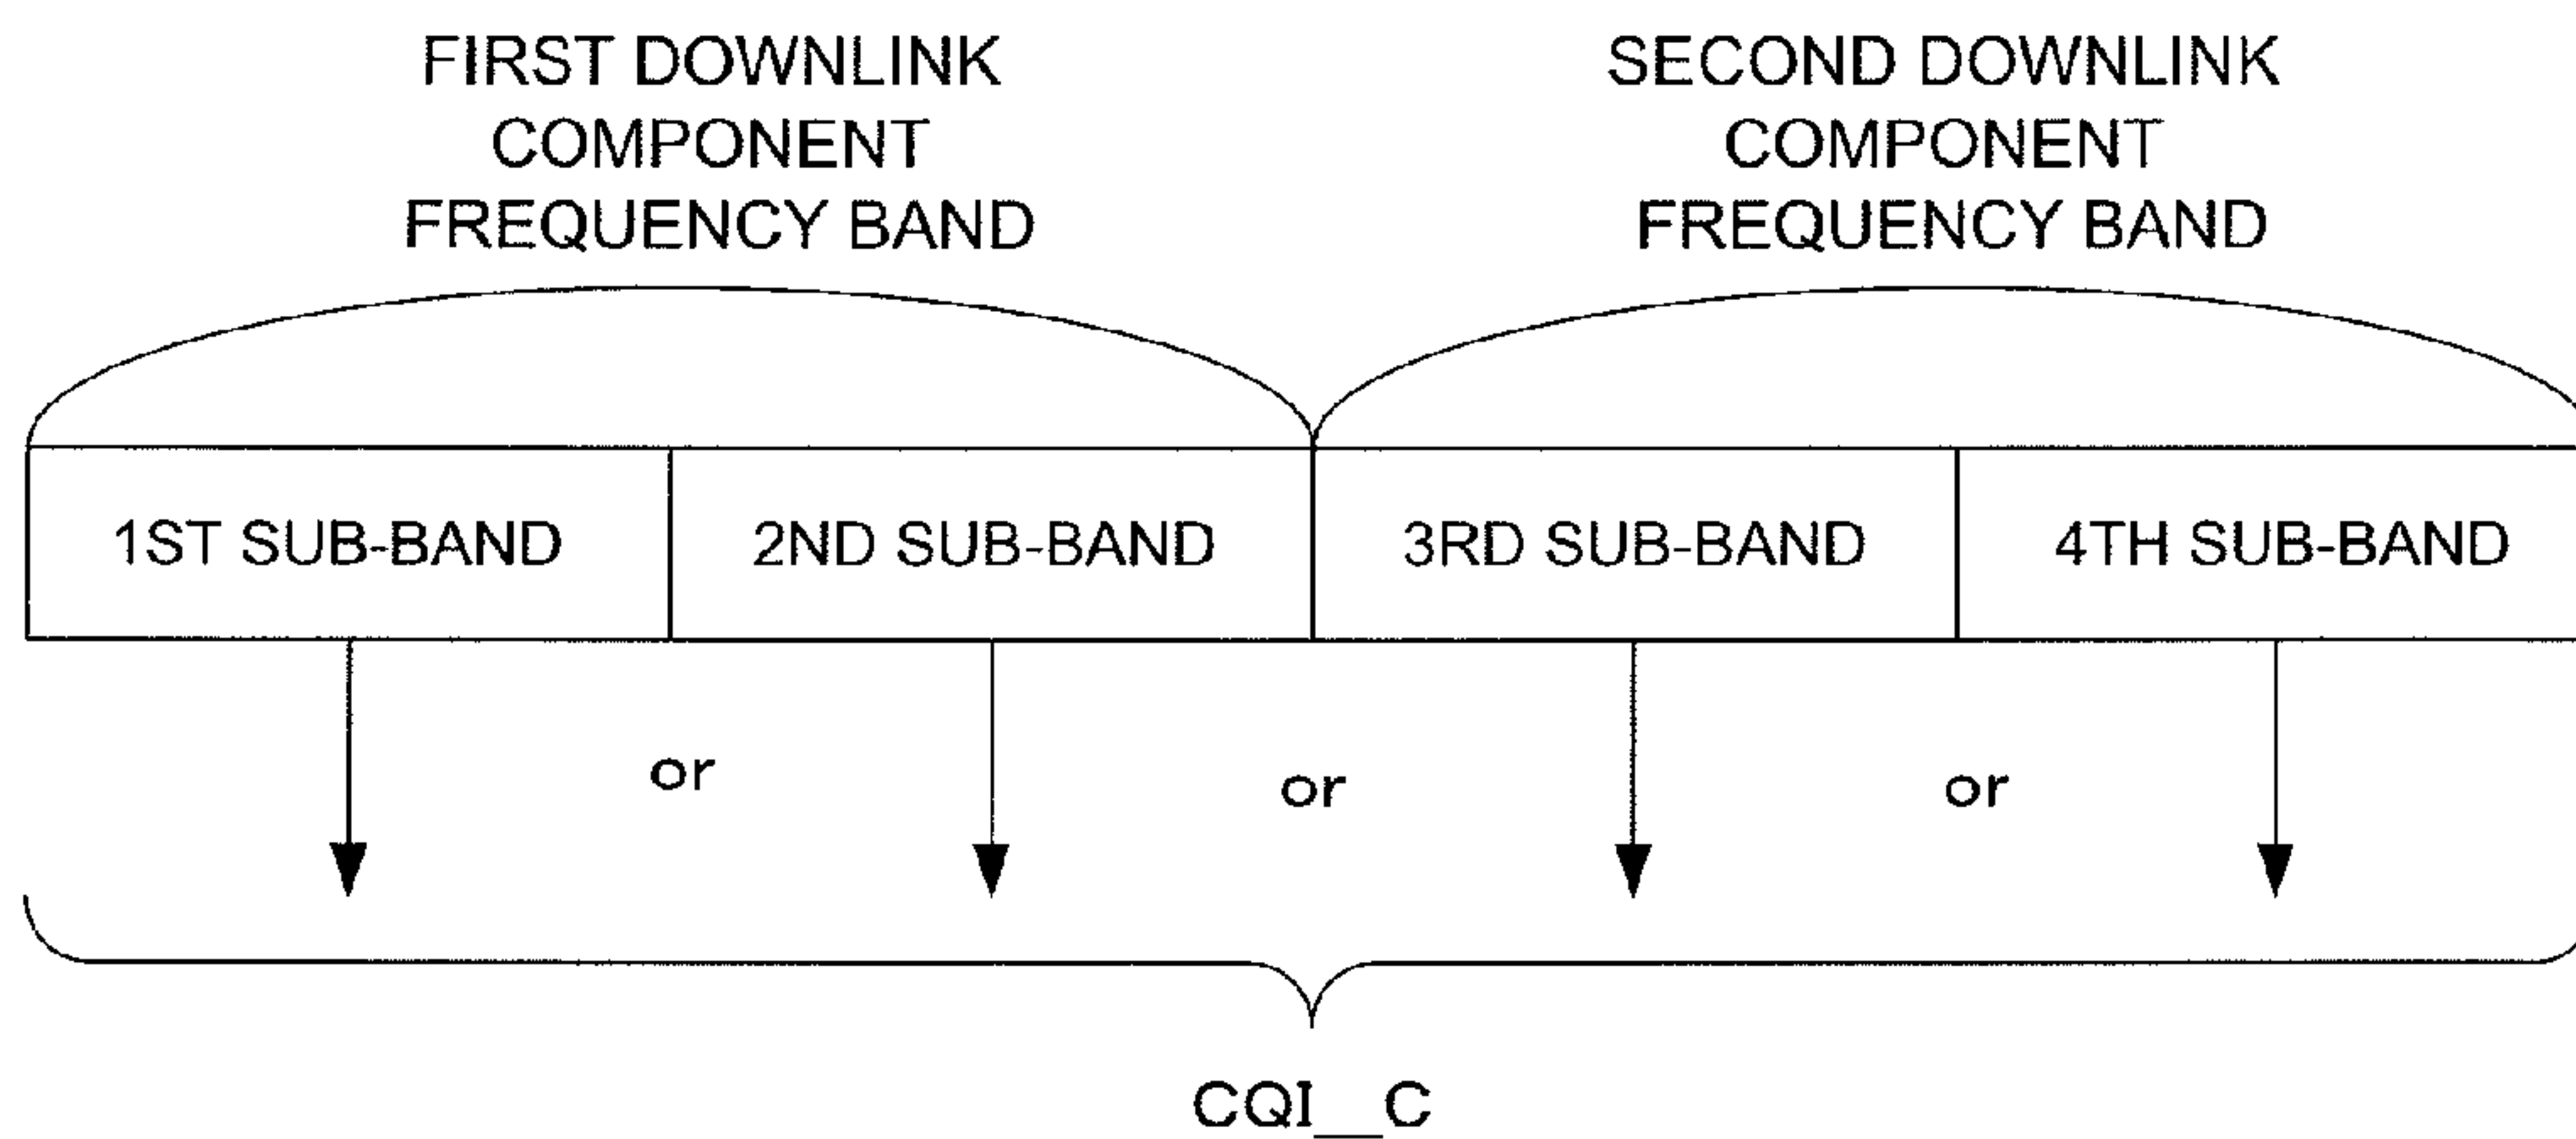 FIRST DOWNLINK
COMPONENT
FREQUENCY BAND
SECOND DOWNLINK
COMPONENT
FREQUENCY BAND
1ST SUB-BAND
2ND SUB-BAND
3RD SUB-BAND
4TH SUB-BAND
or
or
or
CQI__C